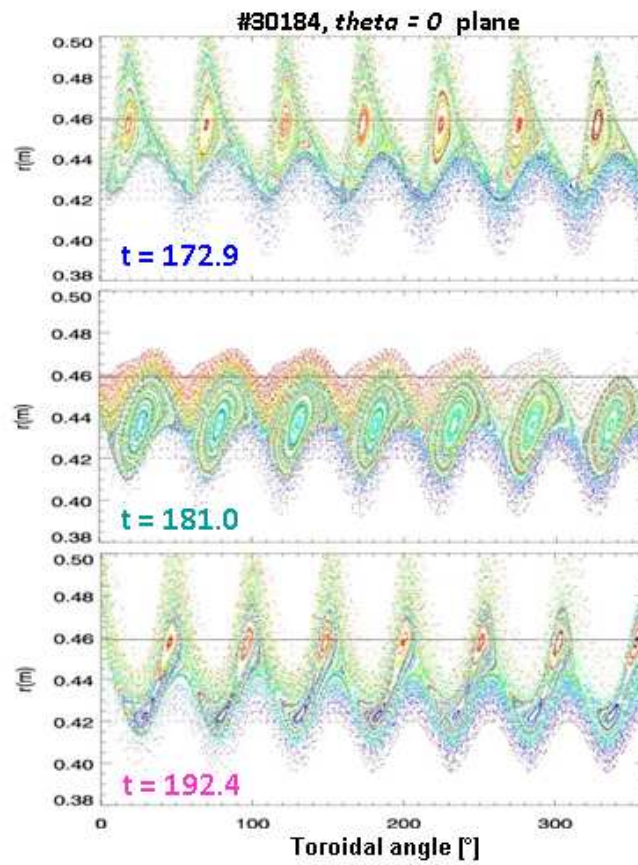 #30184, theta = 0 plane
0.50
0.48
0.46
0.44
0.42
0.40
0.38
r(m)
t = 172.9
0.50
0.48
0.46
0.44
0.42
0.40
0.38
r(m)
t = 181.0
0.50
0.48
0.46
0.44
0.42
0.40
0.38
r(m)
t = 192.4
0 100 200 300
Toroidal angle [°]